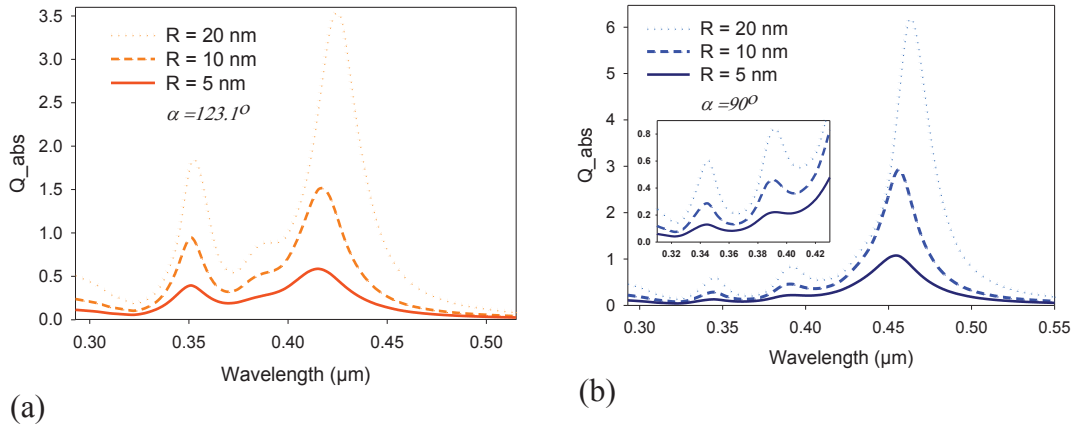 3.5
3.0
2.5
2.0
1.5
1.0
0.5
0.0
Q_abs
R = 20 nm
R = 10 nm
R = 5 nm
α =123.1º
0.30 0.35 0.40 0.45 0.50
Wavelength (μm)
(a)
6
5
4
3
2
1
0
Q_abs
R = 20 nm
R = 10 nm
R = 5 nm
α =90º
0.8
0.6
0.4
0.2
0.0
0.32 0.34 0.36 0.38 0.40 0.42
0.30 0.35 0.40 0.45 0.50 0.55
Wavelength (μm)
(b)